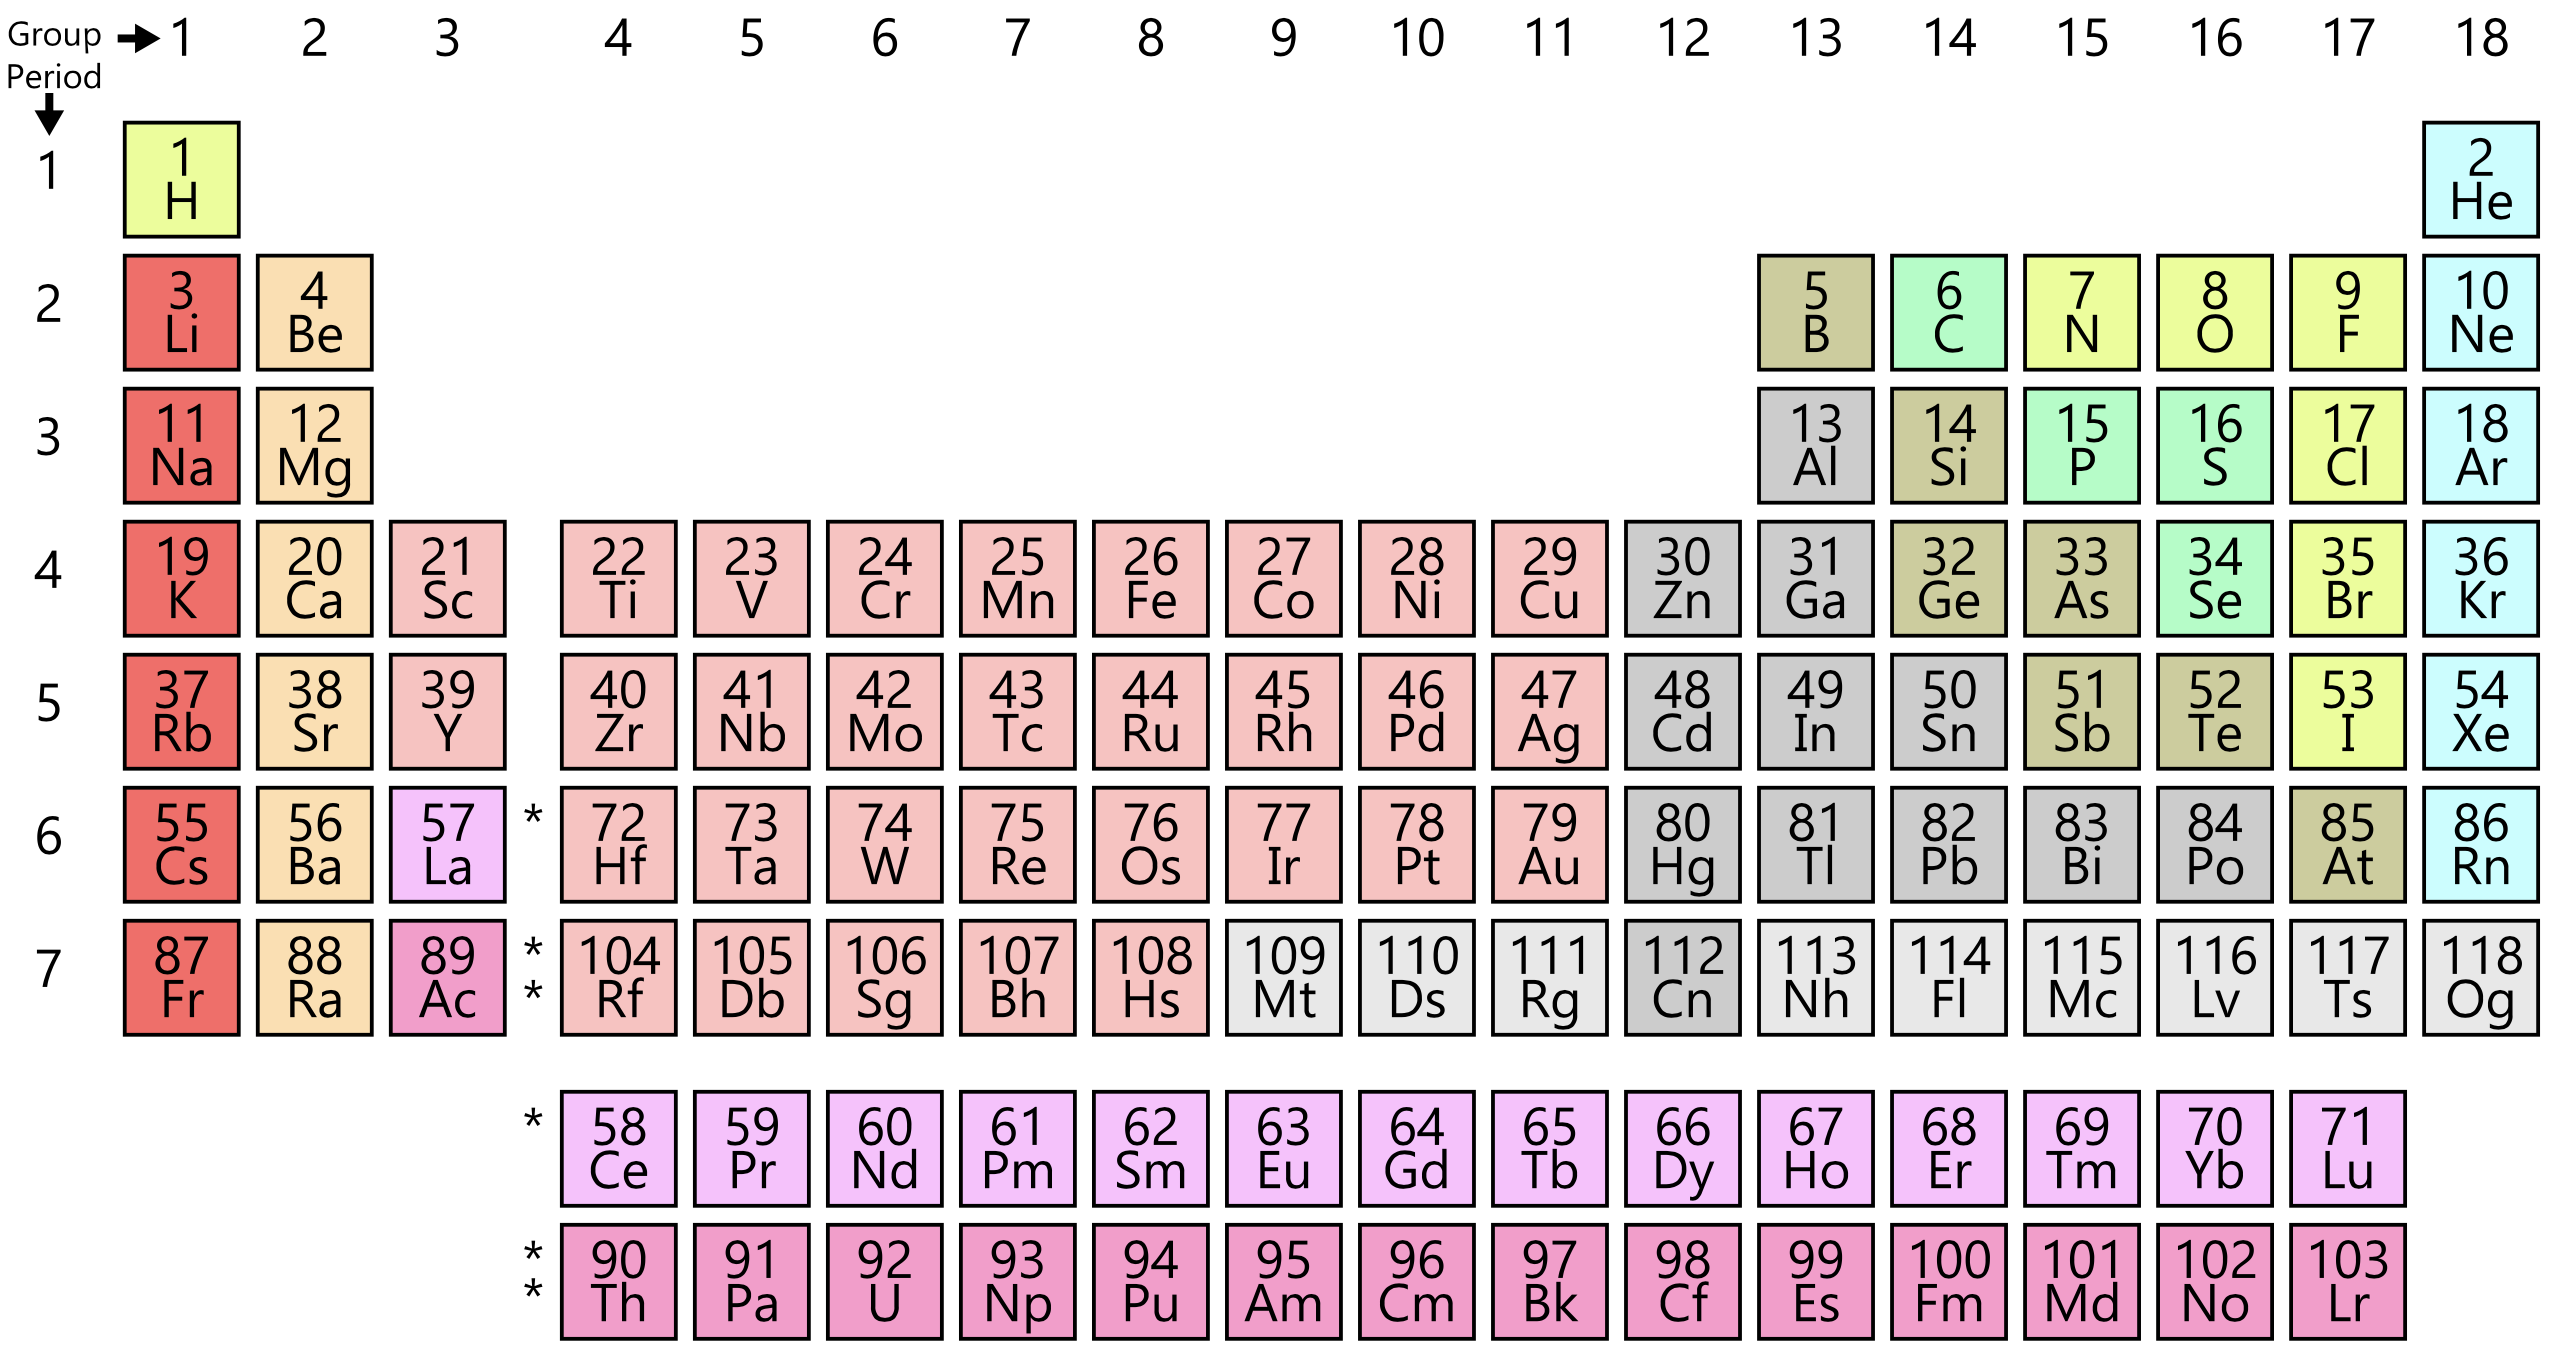 Group 1 2 3 4 5 6 7 8 9 10 11 12 13 14 15 16 17 18
Period
1 1 2
H He
2 3 4 5 6 7 8 9 10
Li Be B C N O F Ne
3 11 12 13 14 15 16 17 18
Na Mg Al Si P S Cl Ar
4 19 20 21 22 23 24 25 26 27 28 29 30 31 32 33 34 35 36
K Ca Sc Ti V Cr Mn Fe Co Ni Cu Zn Ga Ge As Se Br Kr
5 37 38 39 40 41 42 43 44 45 46 47 48 49 50 51 52 53 54
Rb Sr Y Zr Nb Mo Tc Ru Rh Pd Ag Cd In Sn Sb Te I Xe
6 55 56 57 * 72 73 74 75 76 77 78 79 80 81 82 83 84 85 86
Cs Ba La Hf Ta W Re Os Ir Pt Au Hg Tl Pb Bi Po At Rn
7 87 88 89 * 104 105 106 107 108 109 110 111 112 113 114 115 116 117 118
Fr Ra Ac * Rf Db Sg Bh Hs Mt Ds Rg Cn Nh Fl Mc Lv Ts Og
* 58 59 60 61 62 63 64 65 66 67 68 69 70 71
Ce Pr Nd Pm Sm Eu Gd Tb Dy Ho Er Tm Yb Lu
* 90 91 92 93 94 95 96 97 98 99 100 101 102 103
* Th Pa U Np Pu Am Cm Bk Cf Es Fm Md No Lr